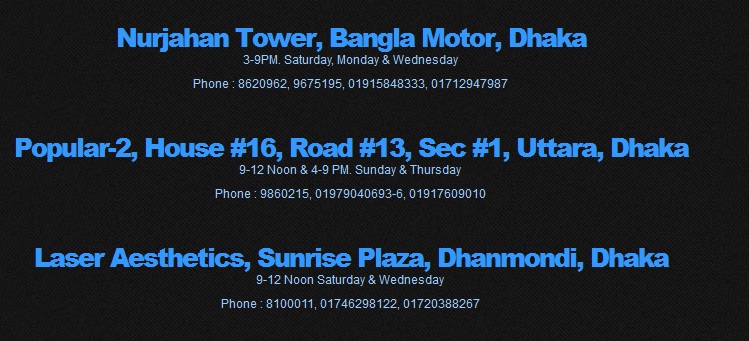 Nurjahan Tower, Bangla Motor, Dhaka
3-9PM. Saturday, Monday & Wednesday
Phone : 8620962, 9675195, 01915848333, 01712947987
Popular-2, House #16, Road #13, Sec #1, Uttara, Dhaka
9-12 Noon & 4-9 PM. Sunday & Thursday
Phone : 9860215, 01979040693-6, 01917609010
Laser Aesthetics, Sunrise Plaza, Dhanmondi, Dhaka
9-12 Noon Saturday & Wednesday
Phone : 8100011, 01746298122, 01720388267